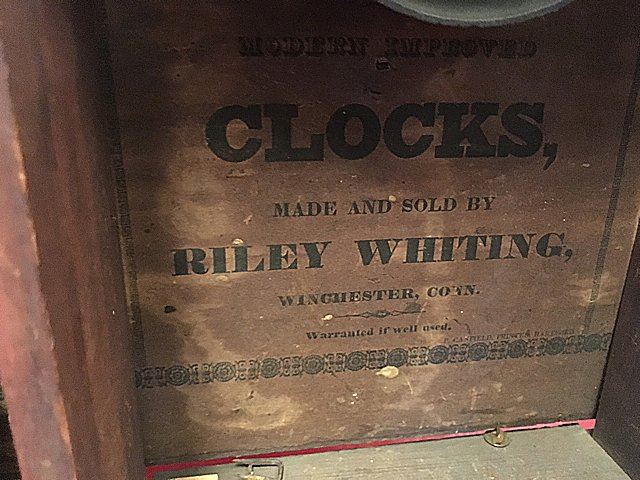 MODERN IMPROVED
CLOCKS,
MADE AND SOLD BY
RILEY WHITING,
WINCHESTER, CONN.
Warranted if well used.